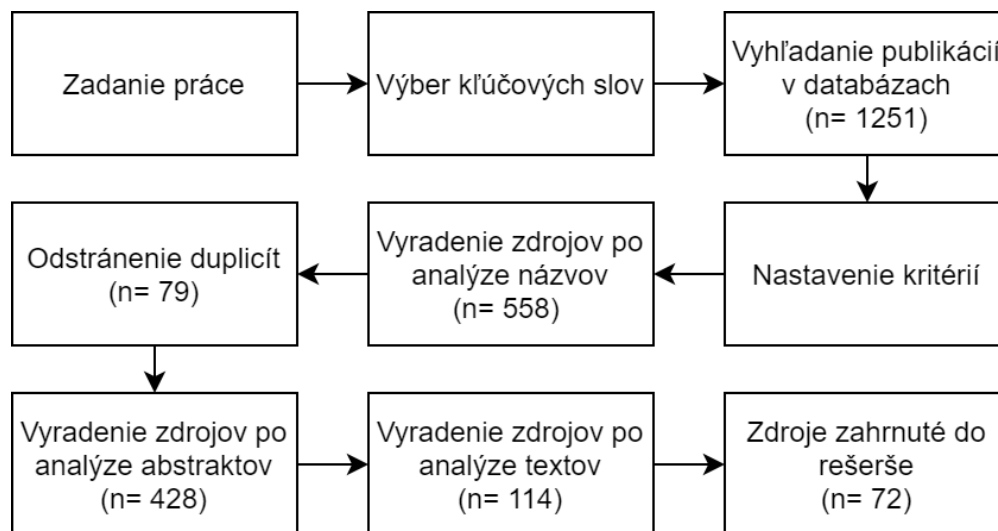 Zadanie práce
Výber kľúčových slov
Vyhľadanie publikácií
v databázach
(n= 1251)
Nastavenie kritérií
Vyradenie zdrojov po
analýze názvov
(n= 558)
Odstránenie duplicít
(n= 79)
Vyradenie zdrojov po
analýze abstraktov
(n= 428)
Vyradenie zdrojov po
analýze textov
(n= 114)
Zdroje zahrnuté do
rešerše
(n= 72)